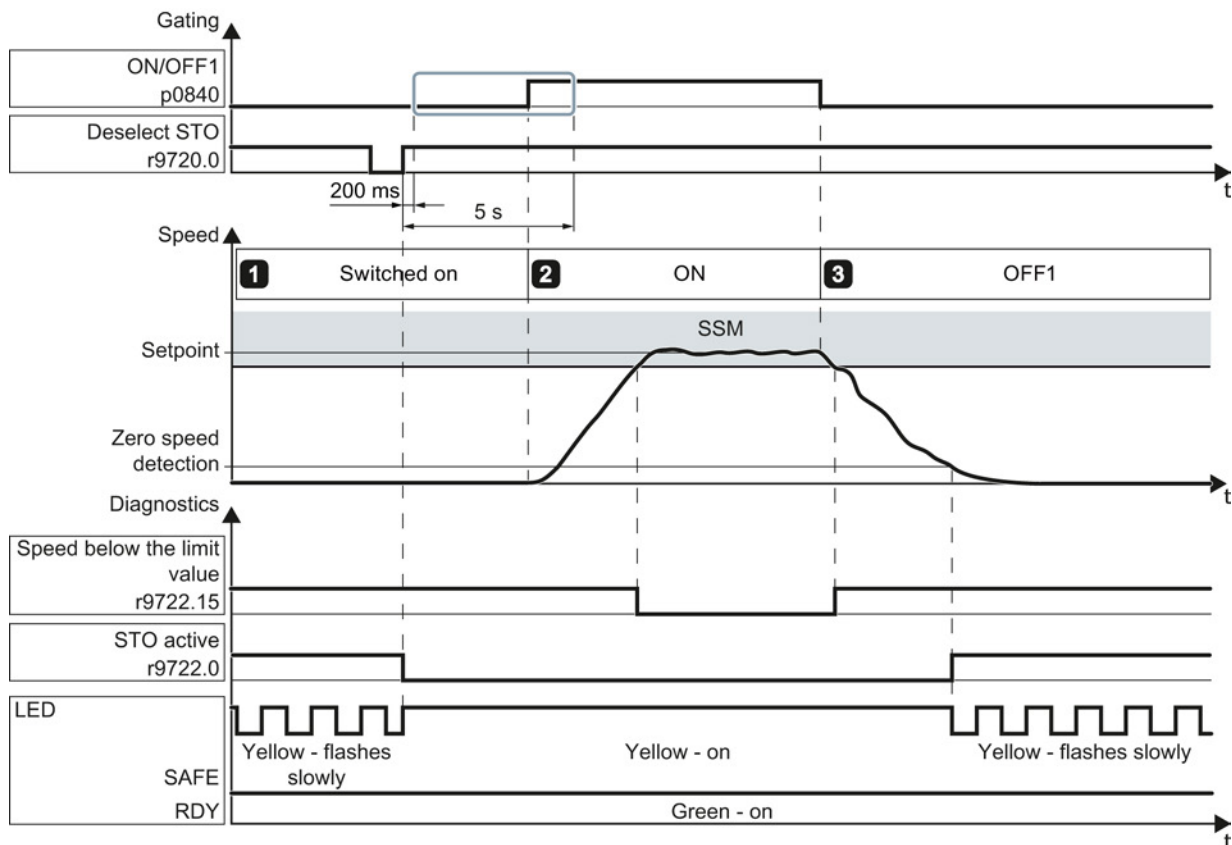 Gating
ON/OFF1
p0840
Deselect STO
r9720.0
t
200 ms
5 s
Speed
1 Switched on
2 ON
3 OFF1
SSM
Setpoint
Zero speed
detection
t
Diagnostics
Speed below the limit
value
r9722.15
STO active
r9722.0
LED
Yellow - flashes
slowly
Yellow - on
Yellow - flashes slowly
SAFE
RDY
Green - on
t